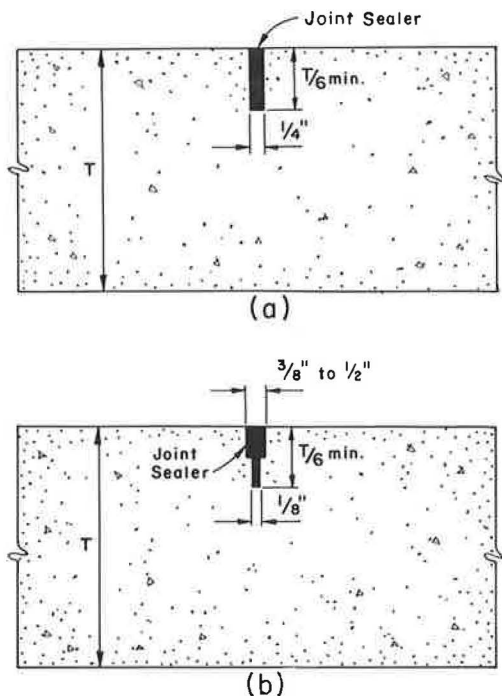 Joint Sealer
T/6 min.
1/4"
T
(a)
3/8" to 1/2"
Joint
Sealer
T/6 min.
1/8"
T
(b)